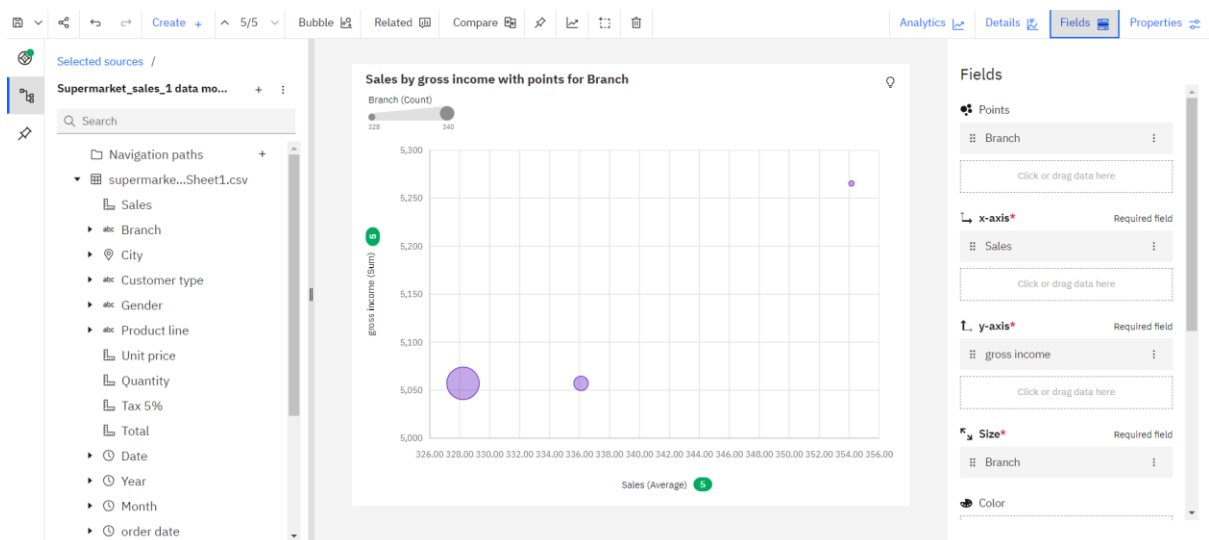 Create + 5/5 Bubble Related Compare Analytics Details Fields Properties
Selected sources /
Supermarket_sales_1 data mo... + ⋮
Search
Navigation paths +
supermarke...Sheet1.csv
Sales
abc Branch
City
abc Customer type
abc Gender
abc Product line
Unit price
Quantity
Tax 5%
Total
Date
Year
Month
order date
Sales by gross income with points for Branch
Branch (Count)
328 340
5,300
5,250
5,200
5,150
5,100
5,050
5,000
gross income (Sum) 5
326.00 328.00 330.00 332.00 334.00 336.00 338.00 340.00 342.00 344.00 346.00 348.00 350.00 352.00 354.00 356.00
Sales (Average) 5
Fields
Points
Branch
Click or drag data here
x-axis* Required field
Sales
Click or drag data here
y-axis* Required field
gross income
Click or drag data here
Size* Required field
Branch
Color